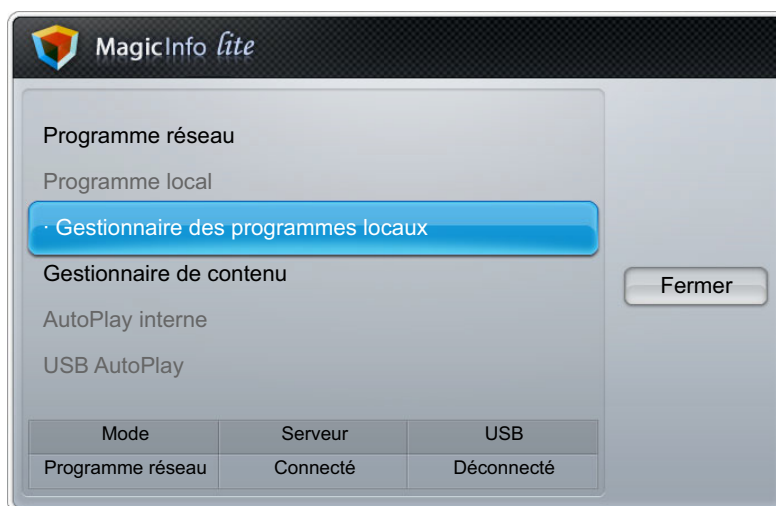 MagicInfo lite
Programme réseau
Programme local
· Gestionnaire des programmes locaux
Gestionnaire de contenu
AutoPlay interne
USB AutoPlay
Fermer
Mode Serveur USB
Programme réseau Connecté Déconnecté